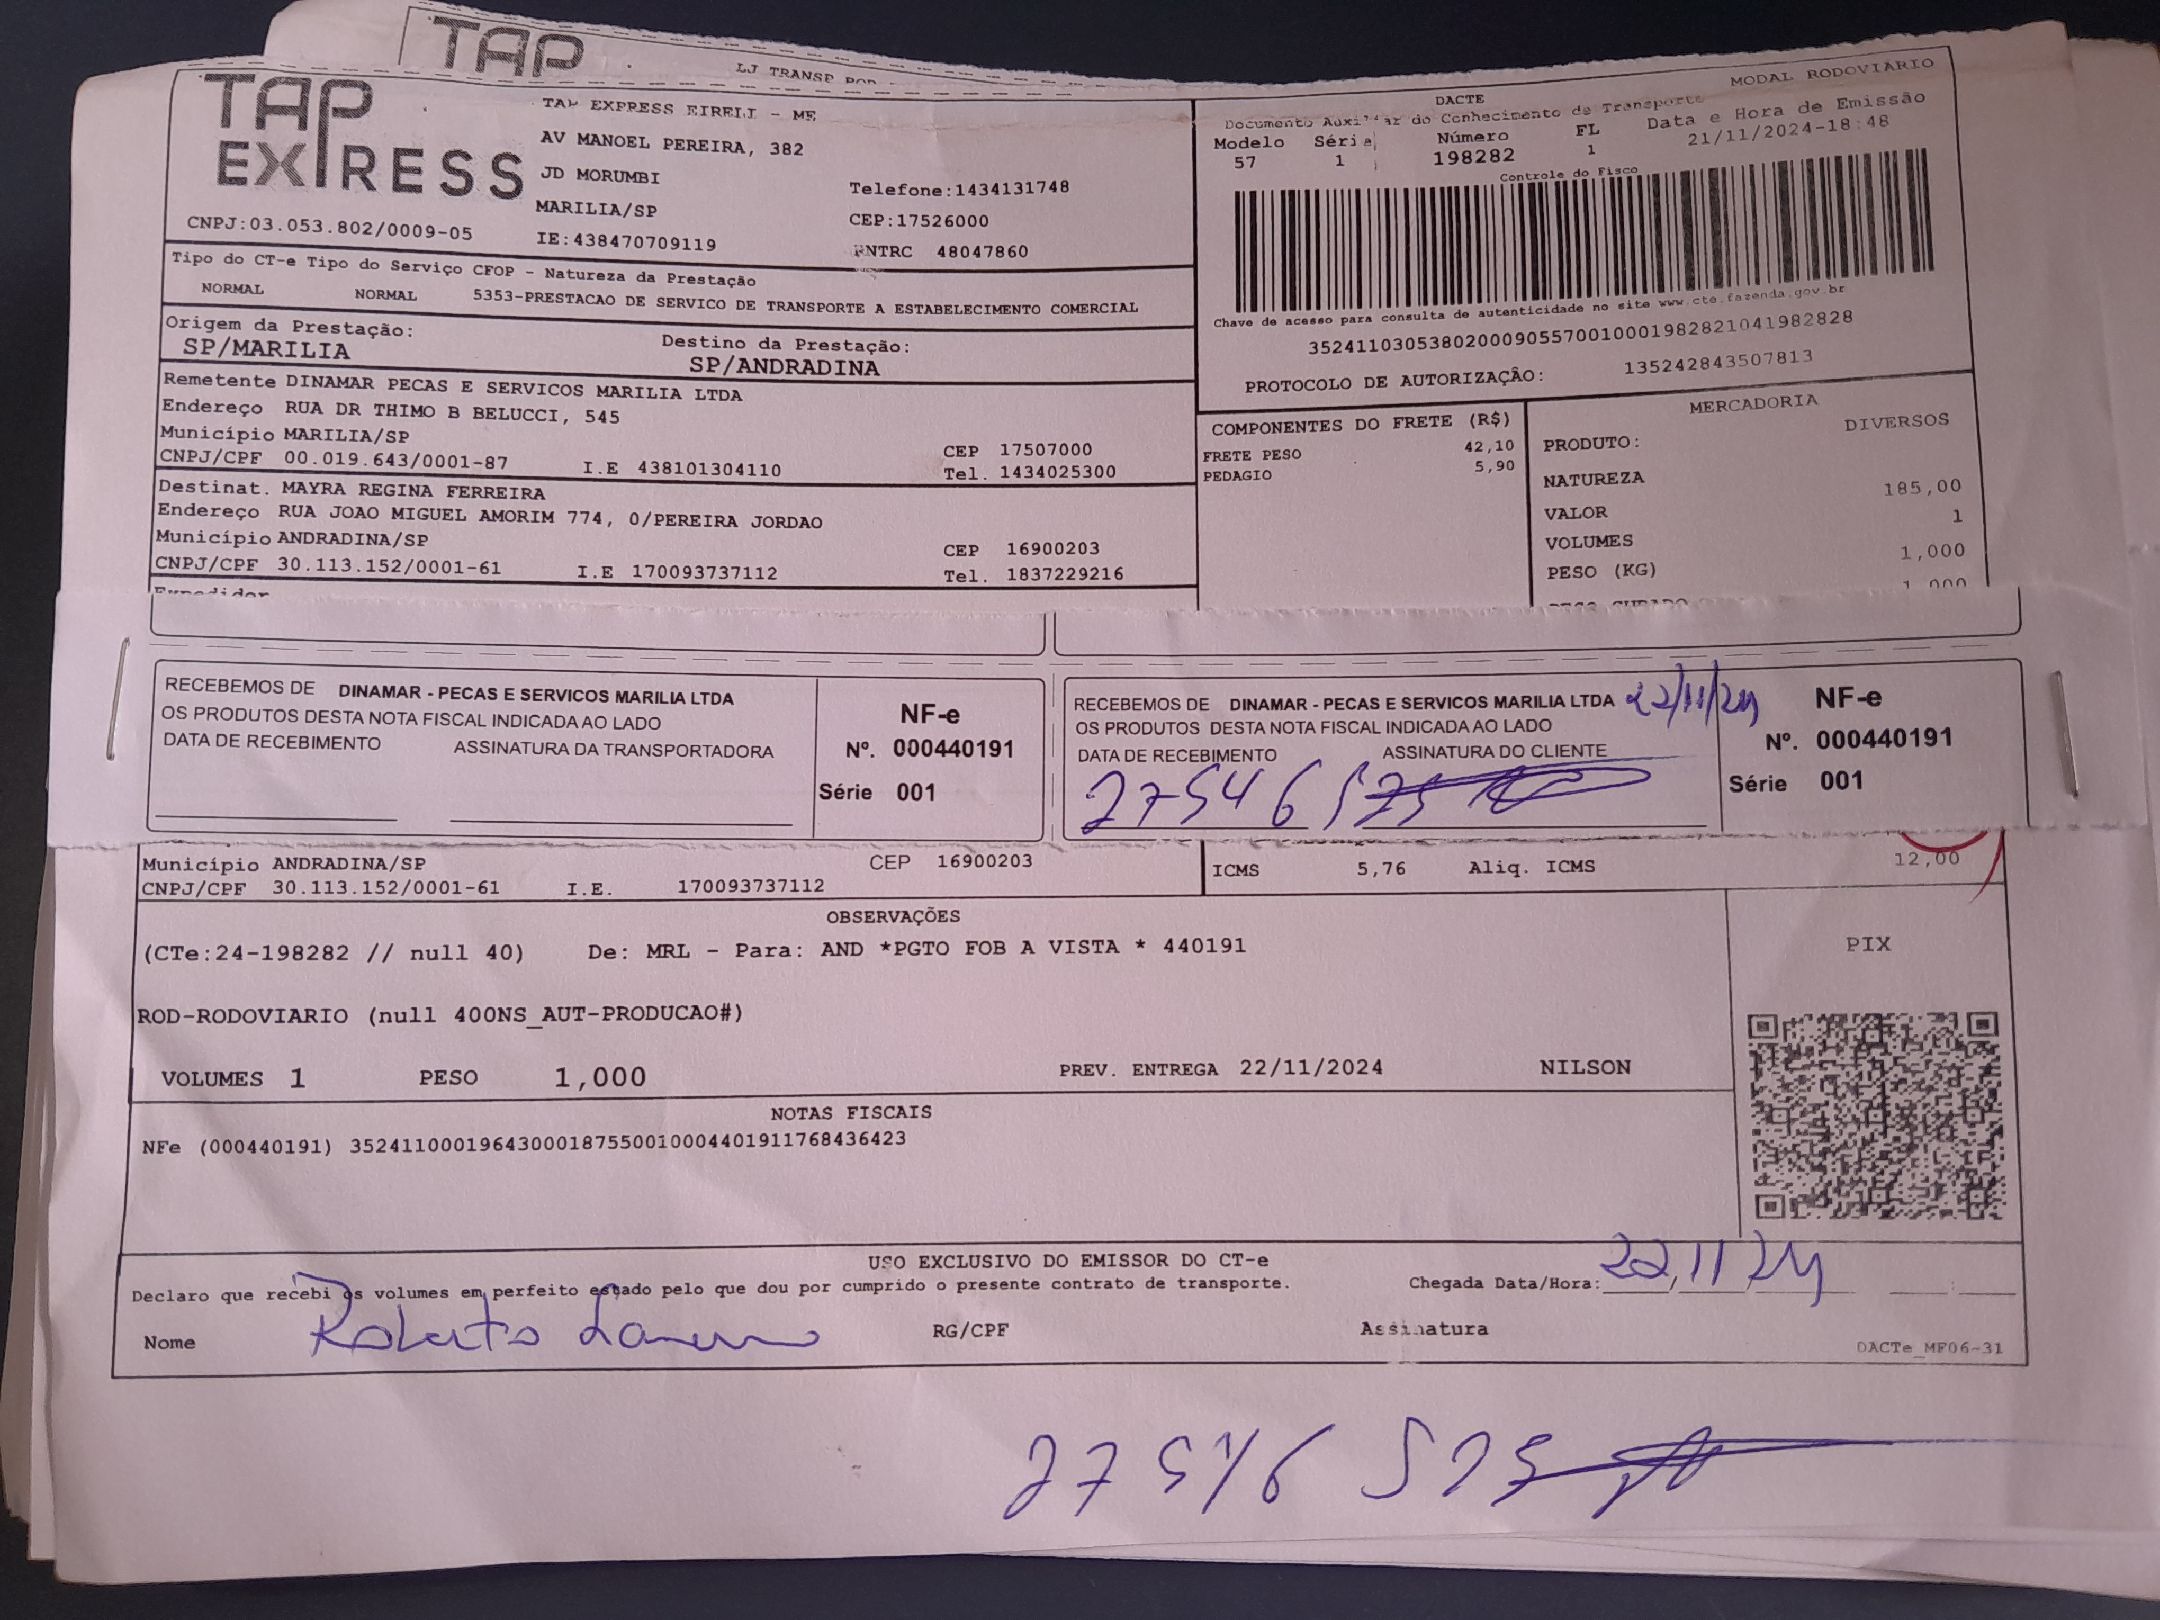 TAP
LJ TRANSP ROD
TAP EXPRESS
CNPJ:03.053.802/0009-05
TAP EXPRESS EIRELI - ME
AV MANOEL PEREIRA, 382
JD MORUMBI
MARILIA/SP
IE:438470709119
Telefone:1434131748
CEP:17526000
RNTRC 48047860
MODAL RODOVIARIO
DACTE
Documento Auxiliar do Conhecimento de Transporte
Modelo Série Número FL Data e Hora de Emissão
57 1 198282 1 21/11/2024-18:48
Controle do Fisco
Chave de acesso para consulta de autenticidade no site www.cte.fazenda.gov.br
35241103053802000905570010001982821041982828
PROTOCOLO DE AUTORIZAÇÃO: 135242843507813
Tipo do CT-e Tipo do Serviço CFOP - Natureza da Prestação
NORMAL NORMAL 5353-PRESTACAO DE SERVICO DE TRANSPORTE A ESTABELECIMENTO COMERCIAL
Origem da Prestação: Destino da Prestação:
SP/MARILIA SP/ANDRADINA
Remetente DINAMAR PECAS E SERVICOS MARILIA LTDA
Endereço RUA DR THIMO B BELUCCI, 545
Município MARILIA/SP CEP 17507000
CNPJ/CPF 00.019.643/0001-87 I.E 438101304110 Tel. 1434025300
Destinat. MAYRA REGINA FERREIRA
Endereço RUA JOAO MIGUEL AMORIM 774, 0/PEREIRA JORDAO
Município ANDRADINA/SP CEP 16900203
CNPJ/CPF 30.113.152/0001-61 I.E 170093737112 Tel. 1837229216
Expedidor
COMPONENTES DO FRETE (R$)
FRETE PESO 42,10
PEDAGIO 5,90
MERCADORIA
PRODUTO: DIVERSOS
NATUREZA
VALOR 185,00
VOLUMES 1
PESO (KG) 1,000
PESO CUBADO 1,000
RECEBEMOS DE DINAMAR - PECAS E SERVICOS MARILIA LTDA
OS PRODUTOS DESTA NOTA FISCAL INDICADA AO LADO
DATA DE RECEBIMENTO ASSINATURA DA TRANSPORTADORA
NF-e
Nº. 000440191
Série 001
RECEBEMOS DE DINAMAR - PECAS E SERVICOS MARILIA LTDA 22/11/24
OS PRODUTOS DESTA NOTA FISCAL INDICADA AO LADO
DATA DE RECEBIMENTO ASSINATURA DO CLIENTE
27546 575
NF-e
Nº. 000440191
Série 001
Município ANDRADINA/SP CEP 16900203
CNPJ/CPF 30.113.152/0001-61 I.E. 170093737112
ICMS 5,76 Aliq. ICMS 12,00
OBSERVAÇÕES
(CTe:24-198282 // null 40) De: MRL - Para: AND *PGTO FOB A VISTA * 440191
ROD-RODOVIARIO (null 400NS_AUT-PRODUCAO#)
VOLUMES 1 PESO 1,000 PREV. ENTREGA 22/11/2024 NILSON
PIX
NOTAS FISCAIS
NFe (000440191) 35241100019643000187550010004401911768436423
USO EXCLUSIVO DO EMISSOR DO CT-e
Declaro que recebi os volumes em perfeito estado pelo que dou por cumprido o presente contrato de transporte. Chegada Data/Hora: 22/11/24
Nome Roberto RG/CPF Assinatura
DACTe_MF06-31
27546 575